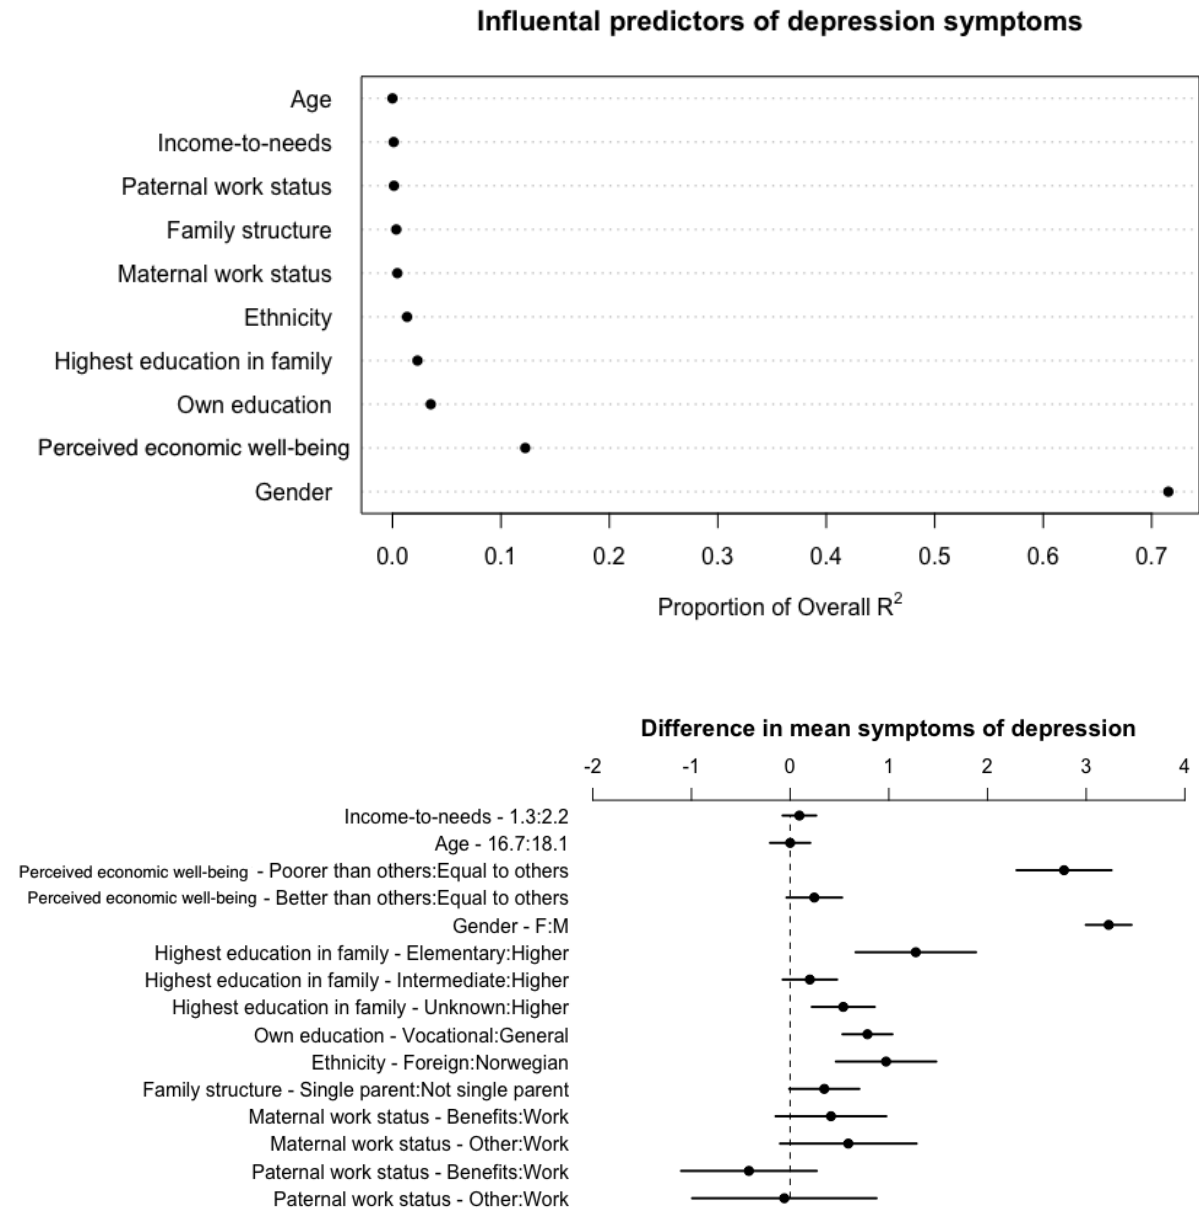 Influental predictors of depression symptoms
Age
Income-to-needs
Paternal work status
Family structure
Maternal work status
Ethnicity
Highest education in family
Own education
Perceived economic well-being
Gender
0.0 0.1 0.2 0.3 0.4 0.5 0.6 0.7
Proportion of Overall R²
Difference in mean symptoms of depression
-2 -1 0 1 2 3 4
Income-to-needs - 1.3:2.2
Age - 16.7:18.1
Perceived economic well-being - Poorer than others:Equal to others
Perceived economic well-being - Better than others:Equal to others
Gender - F:M
Highest education in family - Elementary:Higher
Highest education in family - Intermediate:Higher
Highest education in family - Unknown:Higher
Own education - Vocational:General
Ethnicity - Foreign:Norwegian
Family structure - Single parent:Not single parent
Maternal work status - Benefits:Work
Maternal work status - Other:Work
Paternal work status - Benefits:Work
Paternal work status - Other:Work